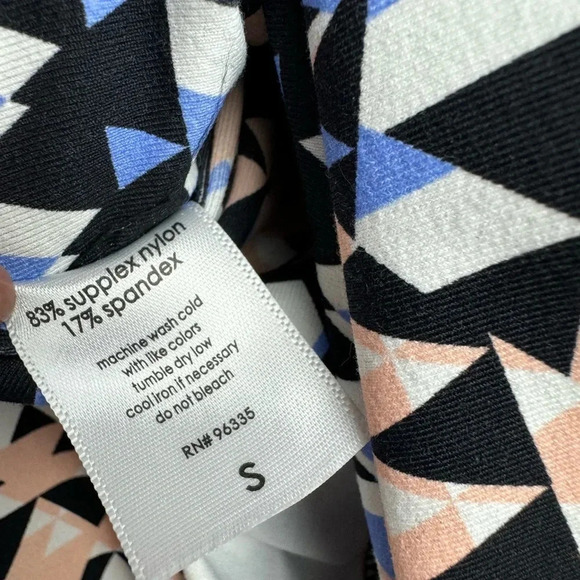 83% supplex nylon
17% spandex
machine wash cold
with like colors
tumble dry low
cool iron if necessary
do not bleach
RN# 96335
S